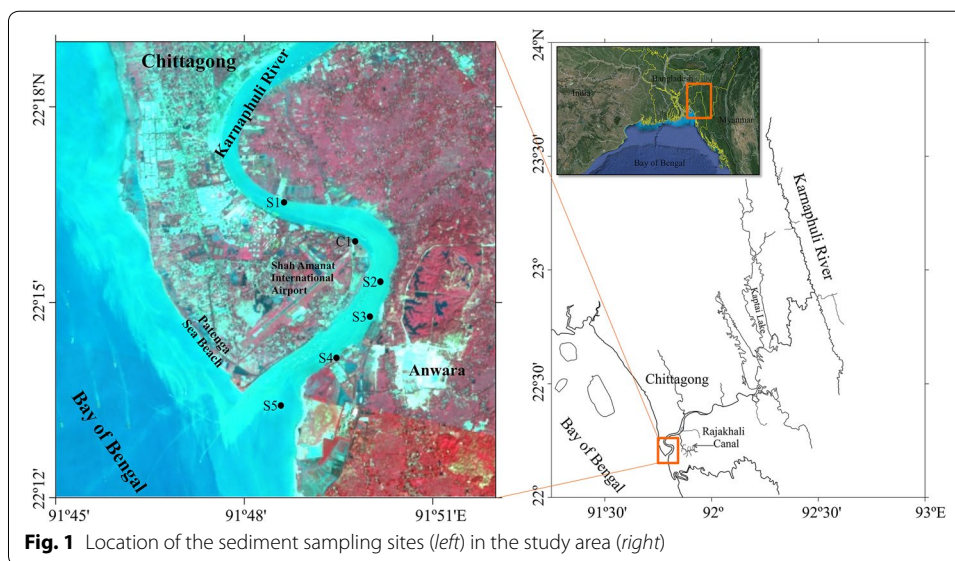 Chittagong
Karnaphuli River
22°18'N
S1
C1
Shah Amanat
International
Airport
S2
22°15'
S3
Patenga
Sea Beach
S4
Anwara
S5
Bay of Bengal
22°12'
91°45'
91°48'
91°51'E
24°N
Bangladesh
India
Myanmar
Bay of Bengal
23°30'
Karnaphuli River
23°
Kaptai Lake
22°30'
Chittagong
Rajakhali
Canal
Bay of Bengal
22°
91°30'
92°
92°30'
93°E
Fig. 1 Location of the sediment sampling sites (left) in the study area (right)